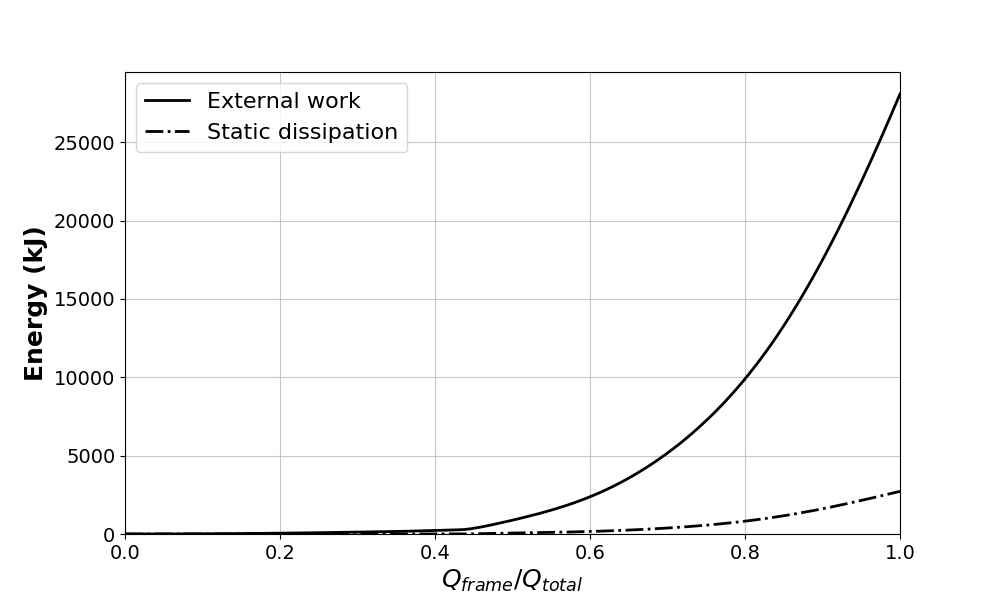 External work
Static dissipation
25000
20000
15000
10000
5000
0
Energy (kJ)
0.0 0.2 0.4 0.6 0.8 1.0
Q_frame/Q_total